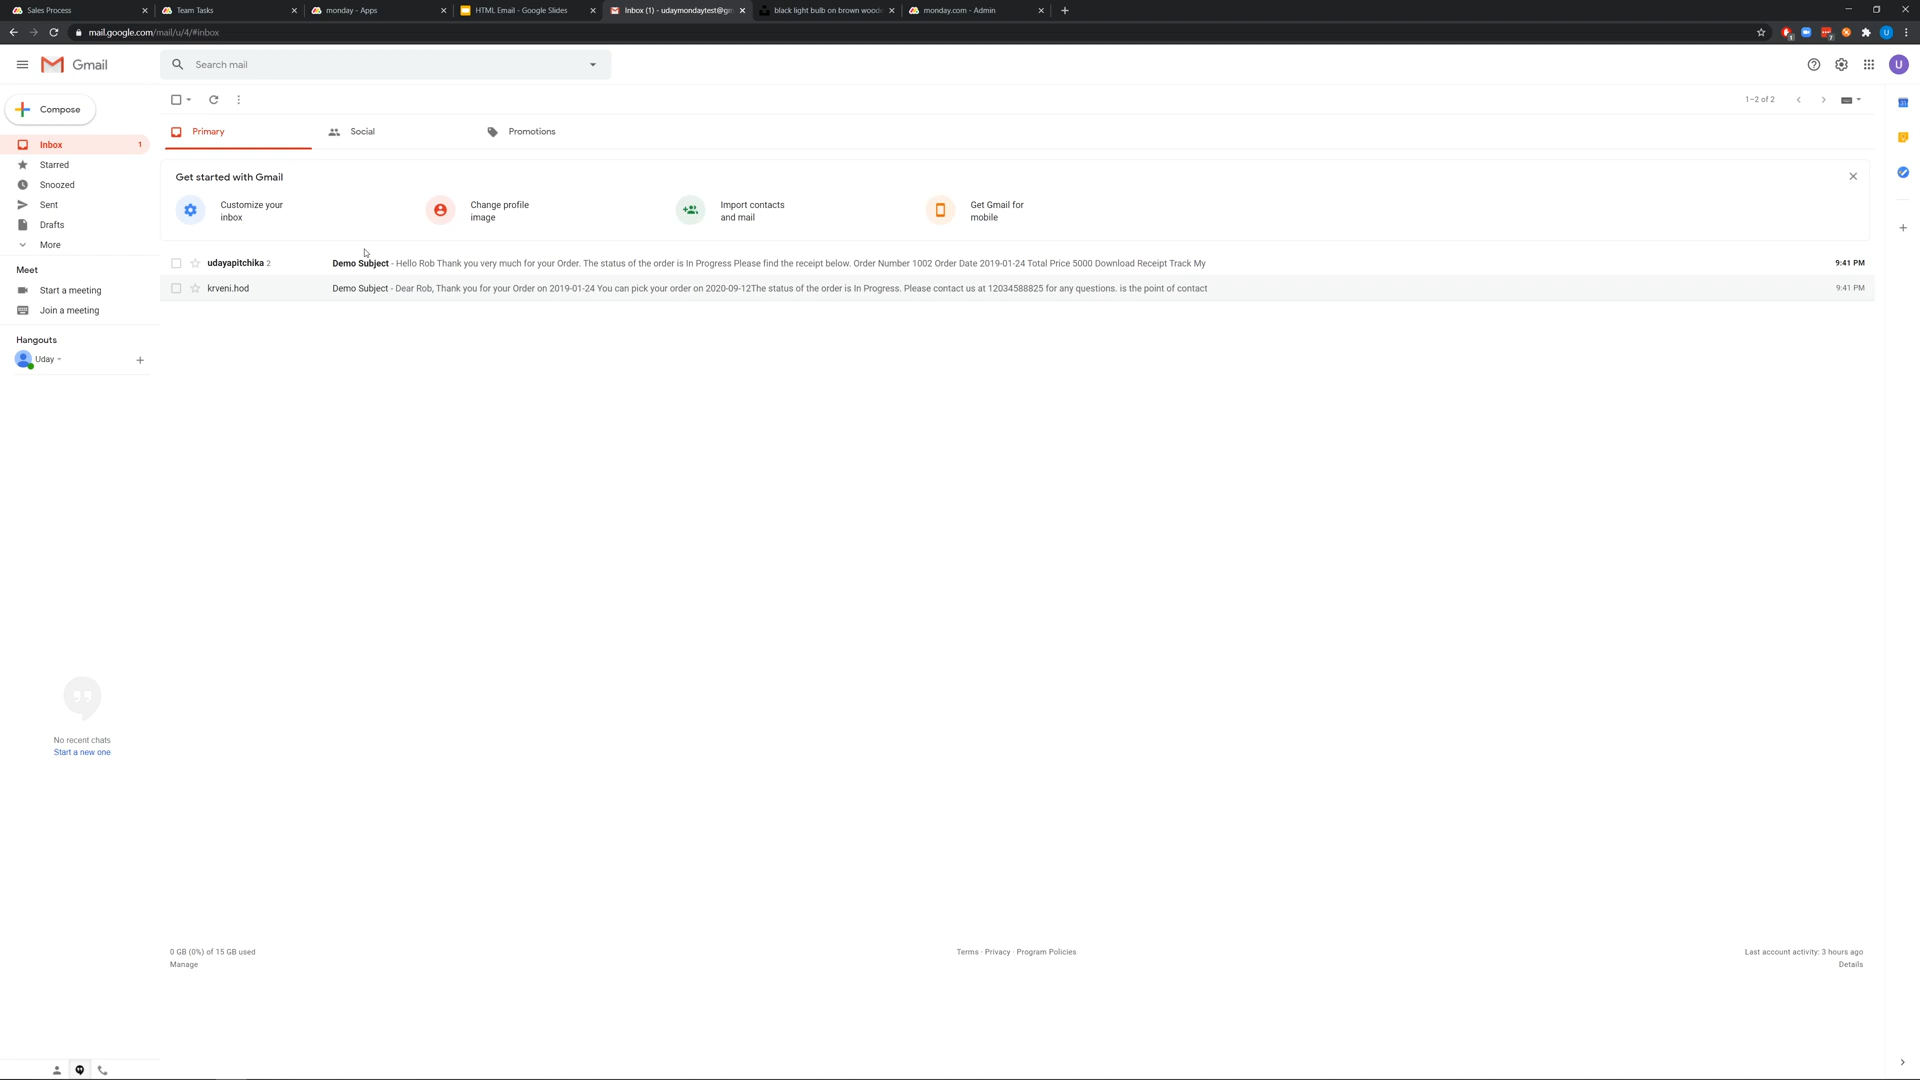 Sales Process
Team Tasks
monday - Apps
HTML Email - Google Slides
Inbox (1) - udaymondaytest@gm
black light bulb on brown woode
monday.com - Admin
mail.google.com/mail/u/4/#inbox
Gmail
Search mail
U
Compose
1–2 of 2
Primary
Social
Promotions
Inbox 1
Starred
Snoozed
Sent
Drafts
More
Meet
Start a meeting
Join a meeting
Hangouts
Uday
No recent chats
Start a new one
Get started with Gmail
Customize your
inbox
Change profile
image
Import contacts
and mail
Get Gmail for
mobile
udayapitchika 2 Demo Subject - Hello Rob Thank you very much for your Order. The status of the order is In Progress Please find the receipt below. Order Number 1002 Order Date 2019-01-24 Total Price 5000 Download Receipt Track My 9:41 PM
krveni.hod Demo Subject - Dear Rob, Thank you for your Order on 2019-01-24 You can pick your order on 2020-09-12The status of the order is In Progress. Please contact us at 12034588825 for any questions. is the point of contact 9:41 PM
0 GB (0%) of 15 GB used
Manage
Terms · Privacy · Program Policies
Last account activity: 3 hours ago
Details